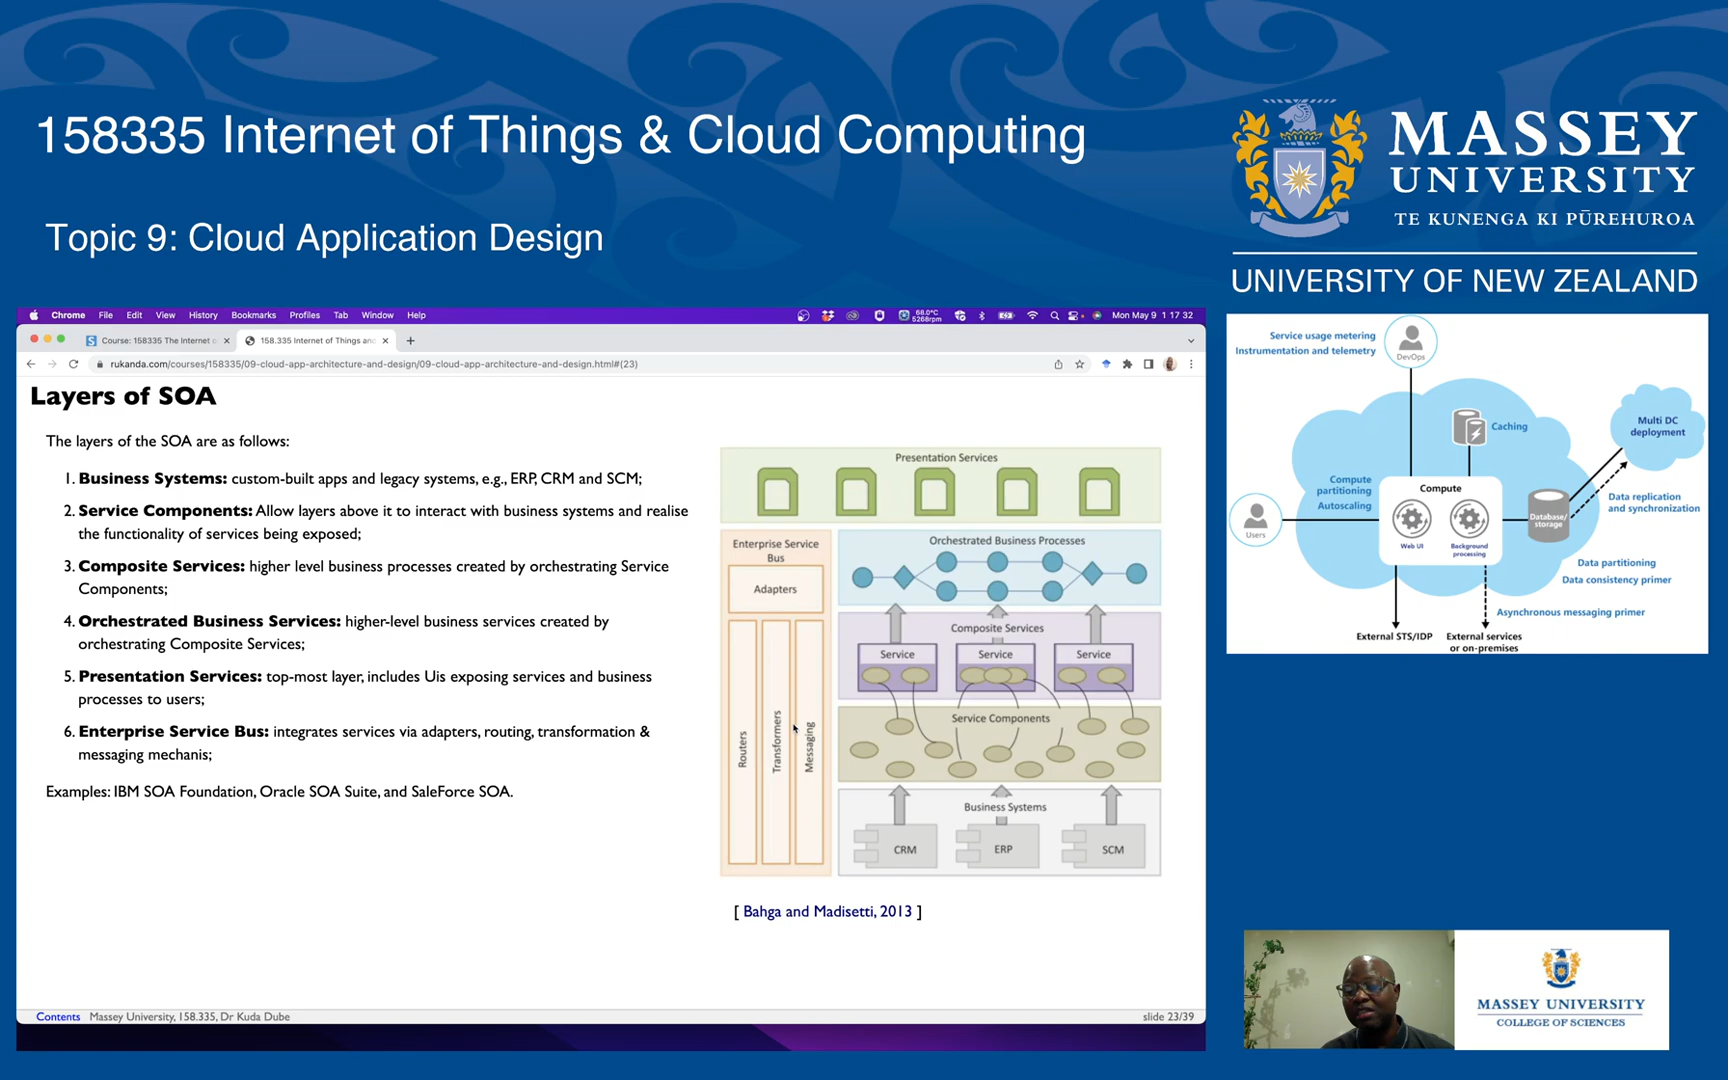 158335 Internet of Things & Cloud Computing
Topic 9: Cloud Application Design
MASSEY
UNIVERSITY
TE KUNENGA KI PŪREHUROA
UNIVERSITY OF NEW ZEALAND
Chrome File Edit View History Bookmarks Profiles Tab Window Help
68.0°C
5268rpm
Mon May 9 1 17 32
Course: 158335 The Internet o
158.335 Internet of Things and
rukanda.com/courses/158335/09-cloud-app-architecture-and-design/09-cloud-app-architecture-and-design.html#(23)
Layers of SOA
The layers of the SOA are as follows:
1. Business Systems: custom-built apps and legacy systems, e.g., ERP, CRM and SCM;
2. Service Components: Allow layers above it to interact with business systems and realise
the functionality of services being exposed;
3. Composite Services: higher level business processes created by orchestrating Service
Components;
4. Orchestrated Business Services: higher-level business services created by
orchestrating Composite Services;
5. Presentation Services: top-most layer, includes Uis exposing services and business
processes to users;
6. Enterprise Service Bus: integrates services via adapters, routing, transformation &
messaging mechanis;
Examples: IBM SOA Foundation, Oracle SOA Suite, and SaleForce SOA.
Presentation Services
Enterprise Service
Bus
Adapters
Routers
Transformers
Messaging
Orchestrated Business Processes
Composite Services
Service
Service
Service
Service Components
Business Systems
CRM
ERP
SCM
[ Bahga and Madisetti, 2013 ]
Contents Massey University, 158.335, Dr Kuda Dube
slide 23/39
Service usage metering
Instrumentation and telemetry
DevOps
Caching
Multi DC
deployment
Compute
partitioning
Autoscaling
Compute
Web UI
Background
processing
Database/
storage
Users
Data replication
and synchronization
Data partitioning
Data consistency primer
Asynchronous messaging primer
External STS/IDP
External services
or on-premises
MASSEY UNIVERSITY
COLLEGE OF SCIENCES